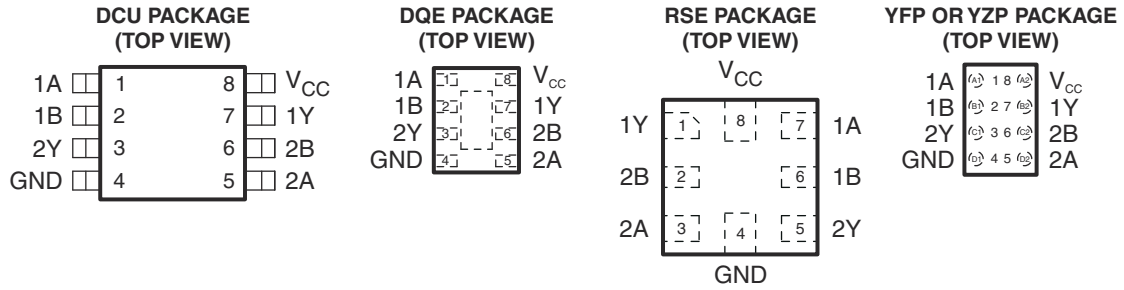 DCU PACKAGE
(TOP VIEW)
1A 1 8 VCC
1B 2 7 1Y
2Y 3 6 2B
GND 4 5 2A
DQE PACKAGE
(TOP VIEW)
1A 1 8 VCC
1B 2 7 1Y
2Y 3 6 2B
GND 4 5 2A
RSE PACKAGE
(TOP VIEW)
VCC
1Y 1 8 7 1A
2B 2 6 1B
2A 3 4 5 2Y
GND
YFP OR YZP PACKAGE
(TOP VIEW)
1A A1 1 8 A2 VCC
1B B1 2 7 B2 1Y
2Y C1 3 6 C2 2B
GND D1 4 5 D2 2A